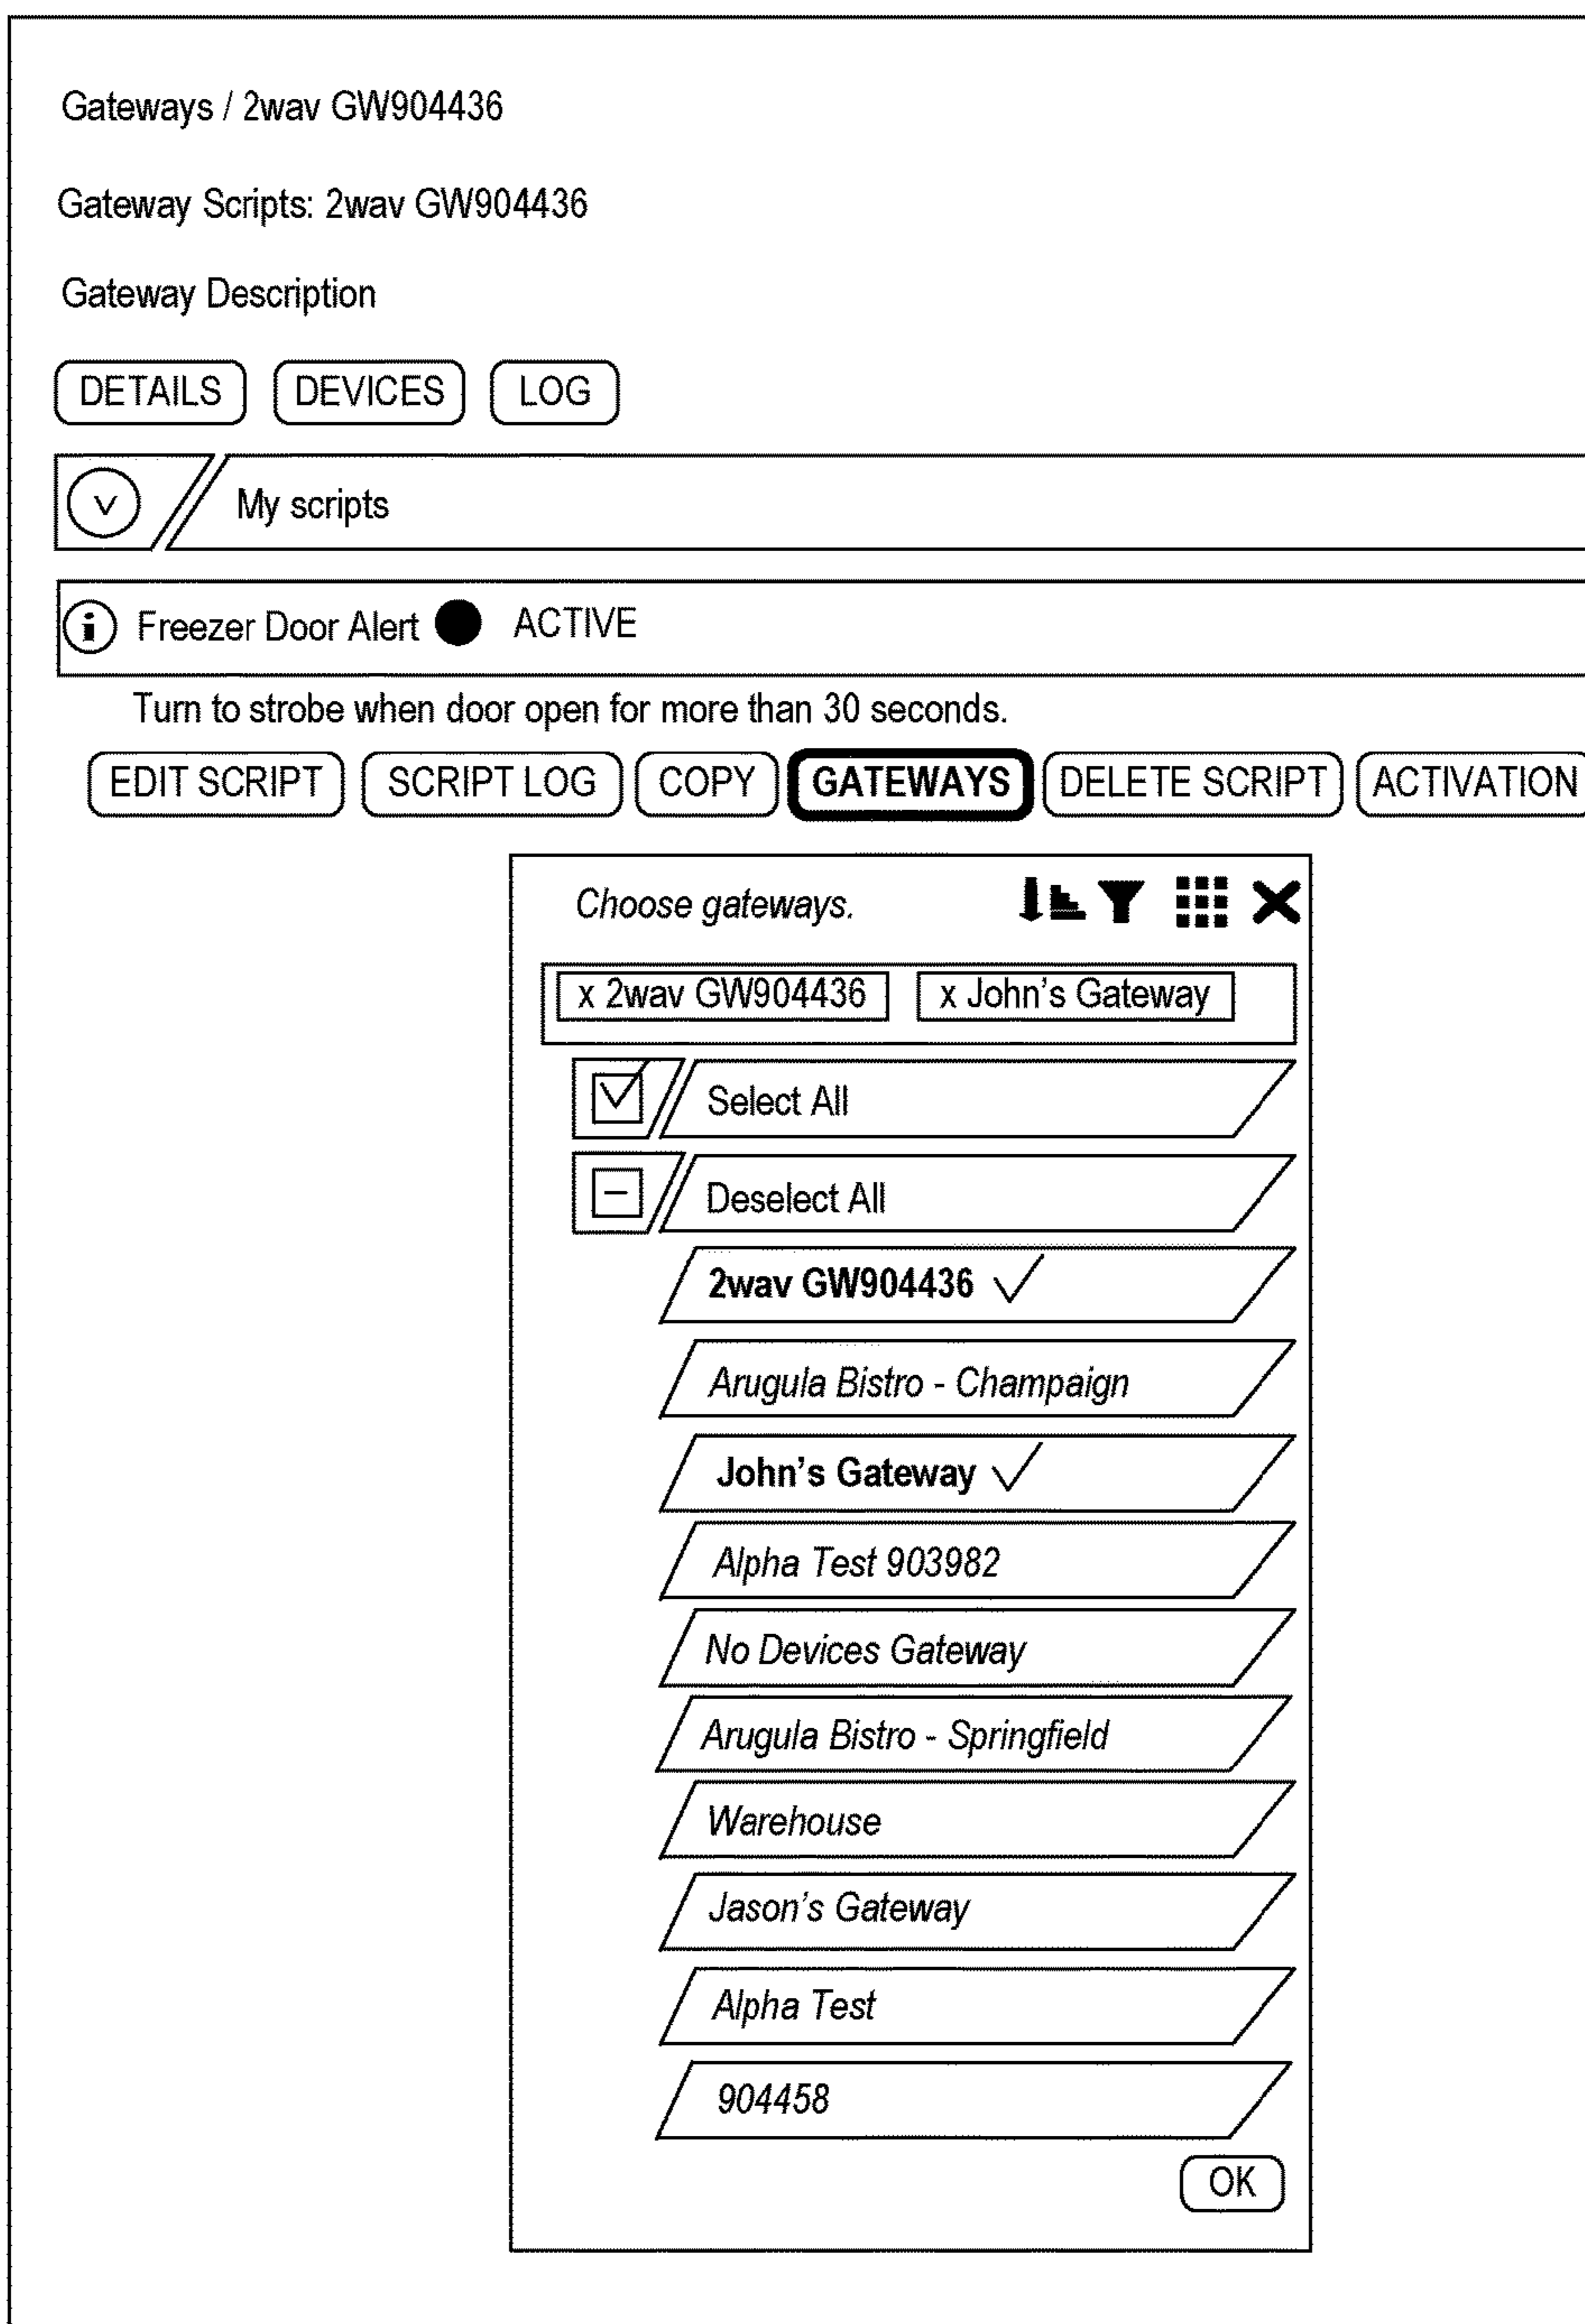 Gateways / 2wav GW904436
Gateway Scripts: 2wav GW904436
Gateway Description
DETAILS DEVICES LOG
v My scripts
i Freezer Door Alert ACTIVE
Turn to strobe when door open for more than 30 seconds.
EDIT SCRIPT SCRIPT LOG COPY GATEWAYS DELETE SCRIPT ACTIVATION
Choose gateways.
x 2wav GW904436 x John's Gateway
Select All
Deselect All
2wav GW904436
Arugula Bistro - Champaign
John's Gateway
Alpha Test 903982
No Devices Gateway
Arugula Bistro - Springfield
Warehouse
Jason's Gateway
Alpha Test
904458
OK